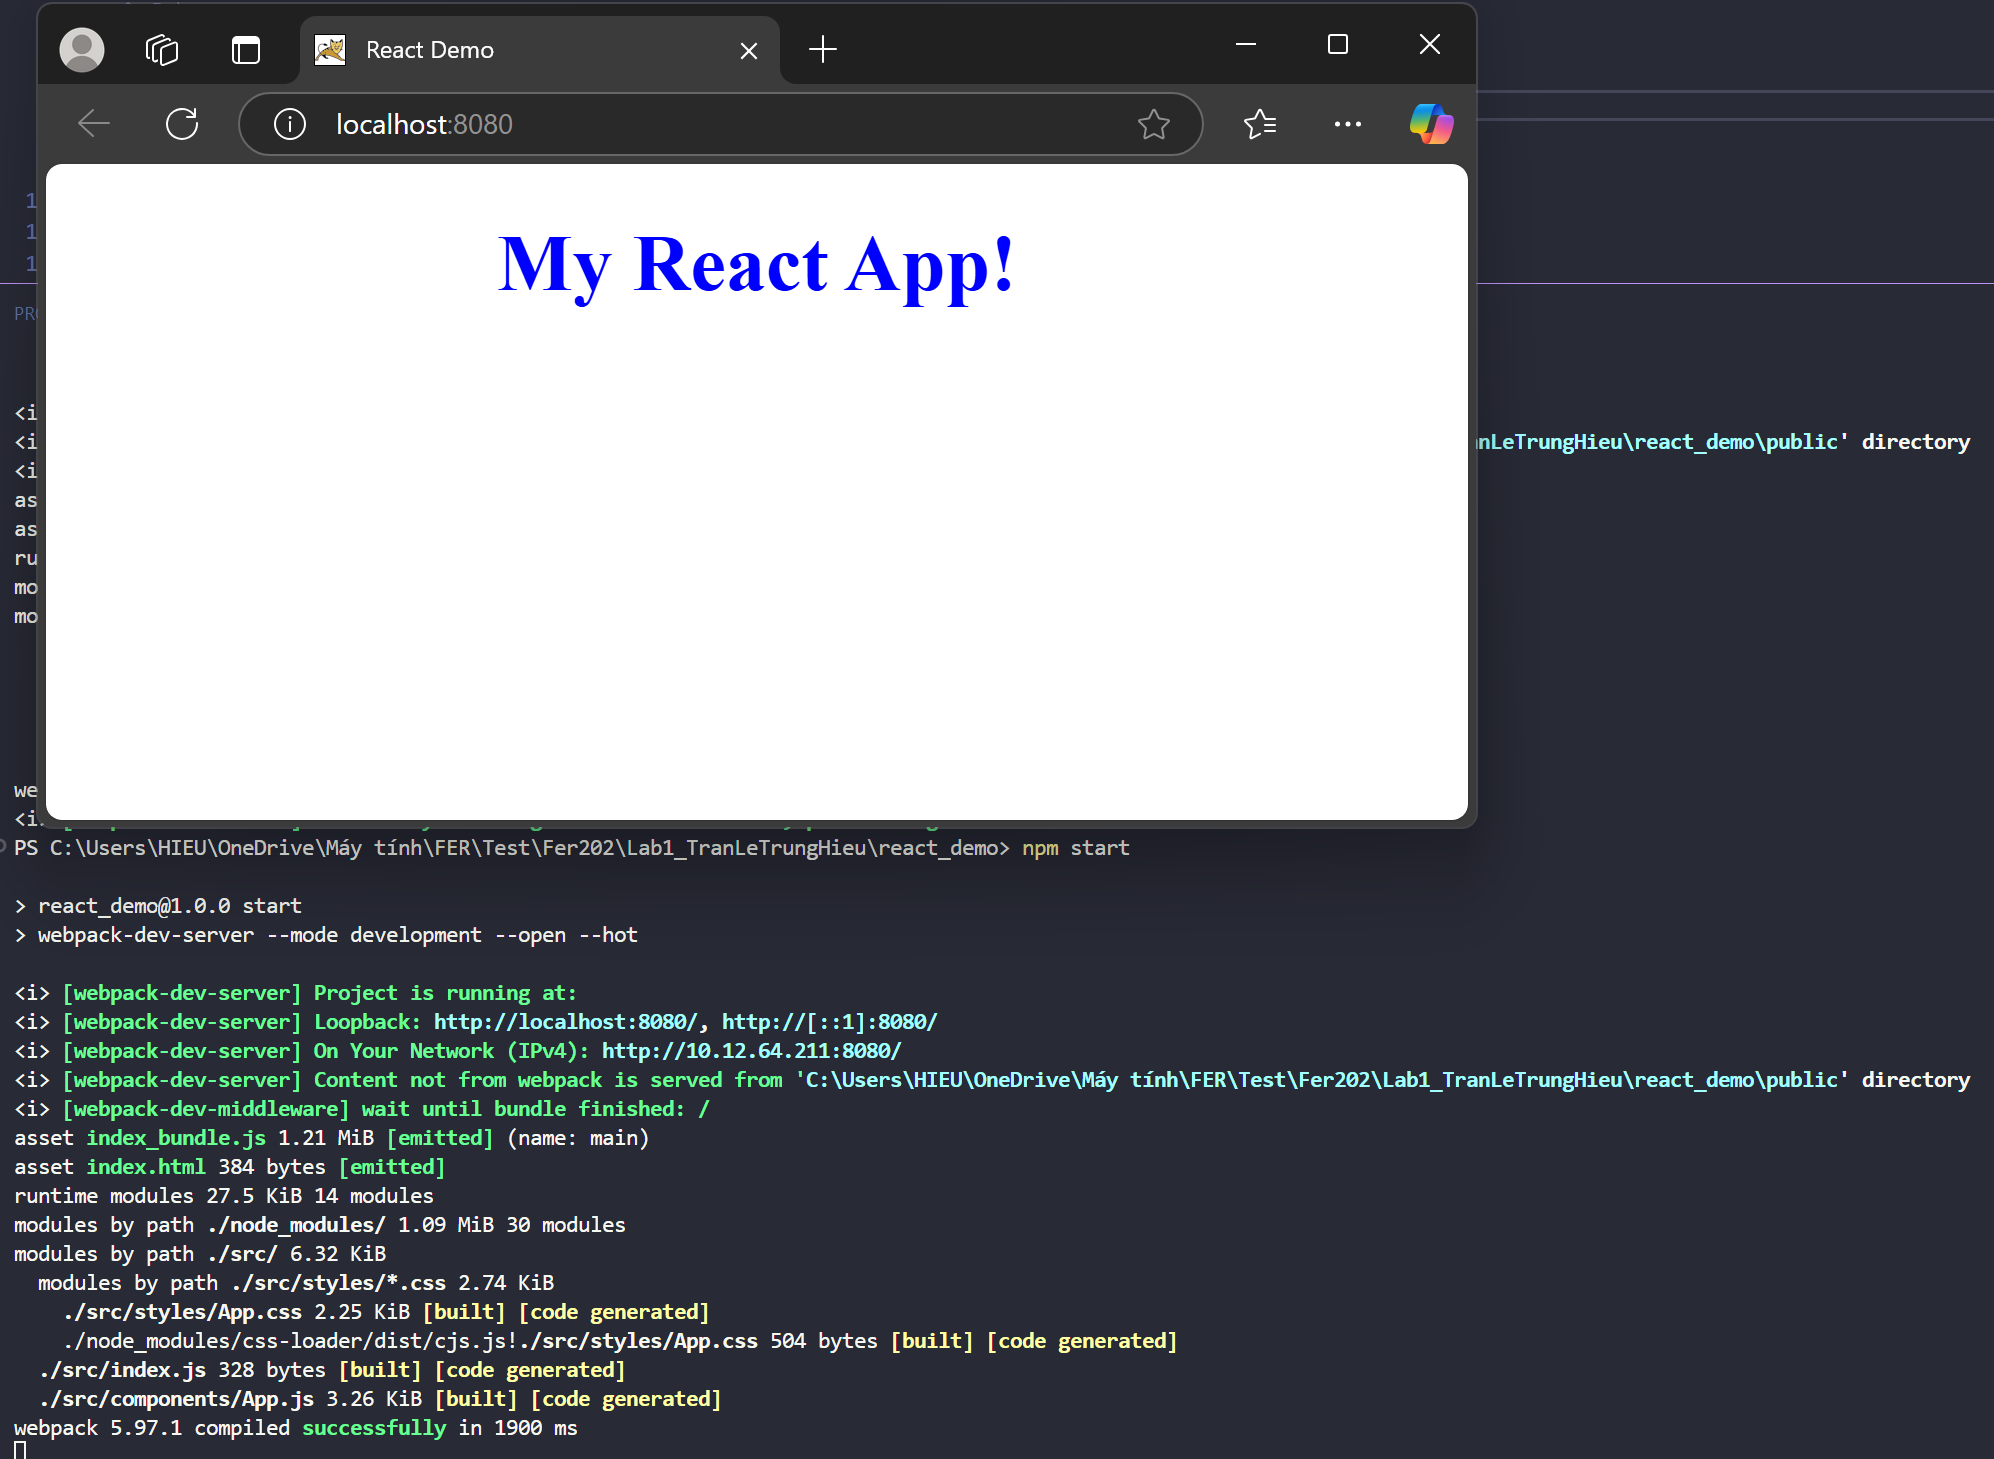 React Demo
localhost:8080
My React App!
1
1
1
PR
<i
<i nLeTrungHieu\react_demo\public' directory
<i
as
as
ru
mo
mo
we
<i
PS C:\Users\HIEU\OneDrive\Máy tính\FER\Test\Fer202\Lab1_TranLeTrungHieu\react_demo> npm start
> react_demo@1.0.0 start
> webpack-dev-server --mode development --open --hot
<i> [webpack-dev-server] Project is running at:
<i> [webpack-dev-server] Loopback: http://localhost:8080/, http://[::1]:8080/
<i> [webpack-dev-server] On Your Network (IPv4): http://10.12.64.211:8080/
<i> [webpack-dev-server] Content not from webpack is served from 'C:\Users\HIEU\OneDrive\Máy tính\FER\Test\Fer202\Lab1_TranLeTrungHieu\react_demo\public' directory
<i> [webpack-dev-middleware] wait until bundle finished: /
asset index_bundle.js 1.21 MiB [emitted] (name: main)
asset index.html 384 bytes [emitted]
runtime modules 27.5 KiB 14 modules
modules by path ./node_modules/ 1.09 MiB 30 modules
modules by path ./src/ 6.32 KiB
modules by path ./src/styles/*.css 2.74 KiB
./src/styles/App.css 2.25 KiB [built] [code generated]
./node_modules/css-loader/dist/cjs.js!./src/styles/App.css 504 bytes [built] [code generated]
./src/index.js 328 bytes [built] [code generated]
./src/components/App.js 3.26 KiB [built] [code generated]
webpack 5.97.1 compiled successfully in 1900 ms